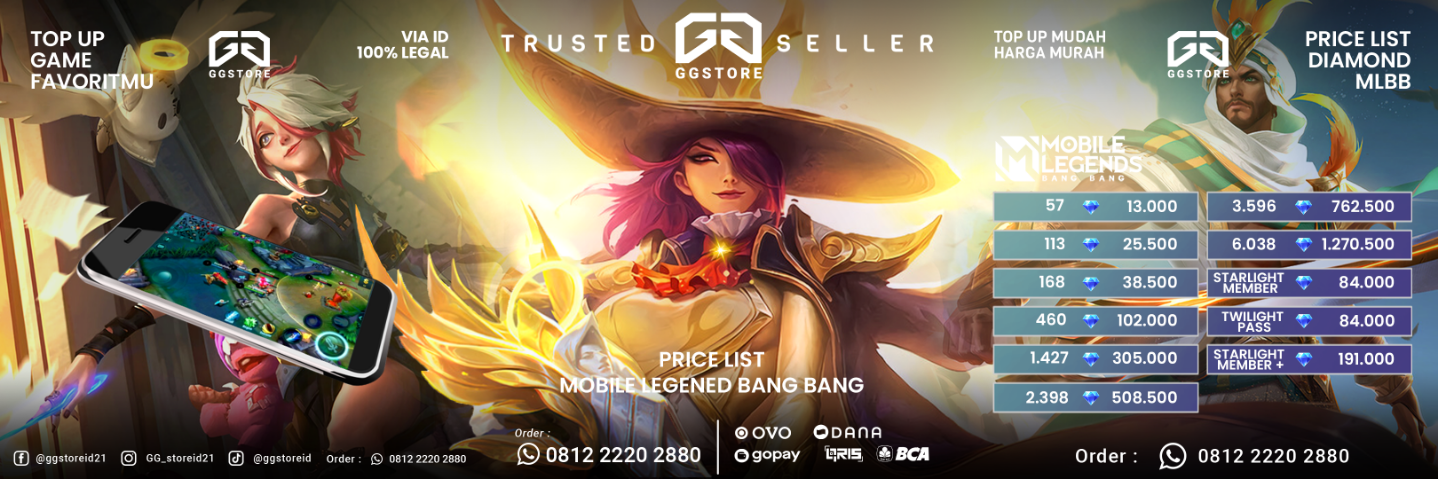 TOP UP
GAME
FAVORITMU
GGSTORE
VIA ID
100% LEGAL
@ggstoreid21
GG_storeid21
@ggstoreid
Order :
0812 2220 2880
TRUSTED
GGSTORE
SELLER
PRICE LIST
MOBILE LEGENED BANG BANG
Order :
0812 2220 2880
OVO
DANA
gopay
QRIS
BCA
TOP UP MUDAH
HARGA MURAH
GGSTORE
PRICE LIST
DIAMOND
MLBB
MOBILE
LEGENDS
BANG BANG
57 13.000
113 25.500
168 38.500
460 102.000
1.427 305.000
2.398 508.500
3.596 762.500
6.038 1.270.500
STARLIGHT
MEMBER 84.000
TWILIGHT
PASS 84.000
STARLIGHT
MEMBER + 191.000
Order :
0812 2220 2880